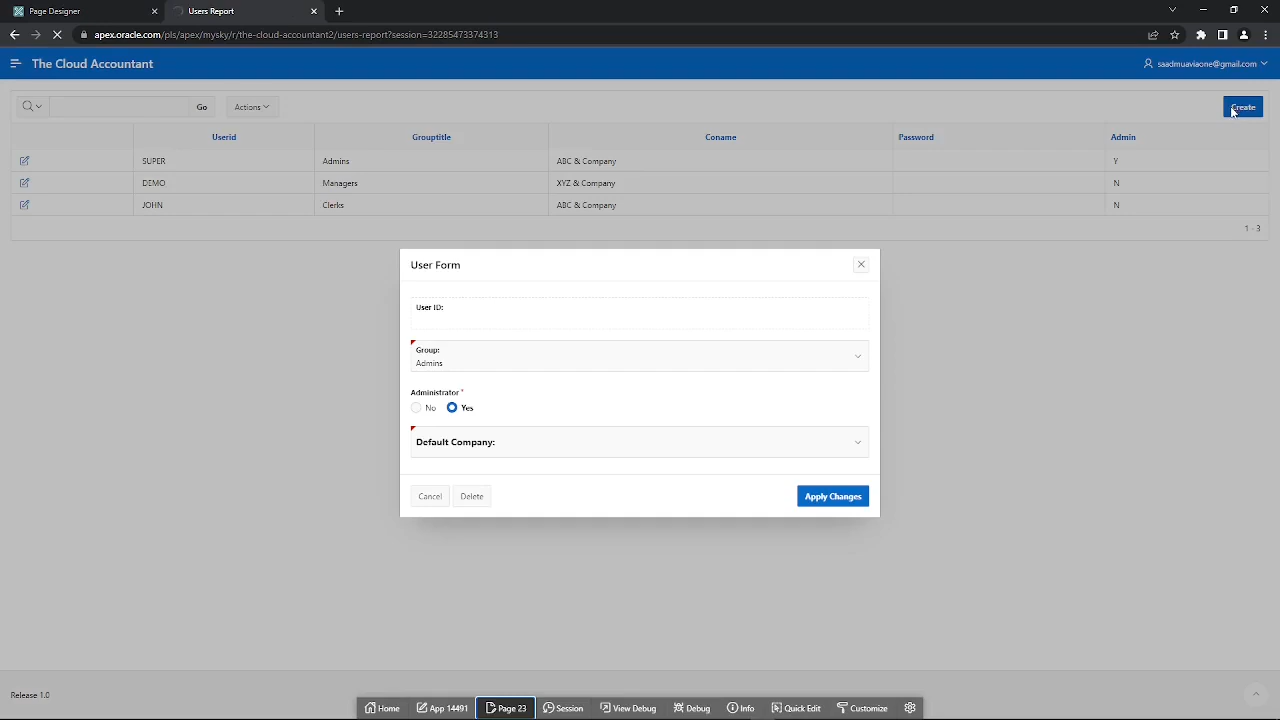 Page Designer
Users Report
apex.oracle.com/pls/apex/mysky/r/the-cloud-accountant2/users-report?session=32285473374313
The Cloud Accountant
saadmuaviaone@gmail.com
Go
Actions
Create
Userid Grouptitle Coname Password Admin
SUPER Admins ABC & Company Y
DEMO Managers XYZ & Company N
JOHN Clerks ABC & Company N
1 - 3
User Form
User ID:
Group:
Admins
Administrator *
No Yes
Default Company:
Cancel Delete Apply Changes
Release 1.0
Home App 14491 Page 23 Session View Debug Debug Info Quick Edit Customize